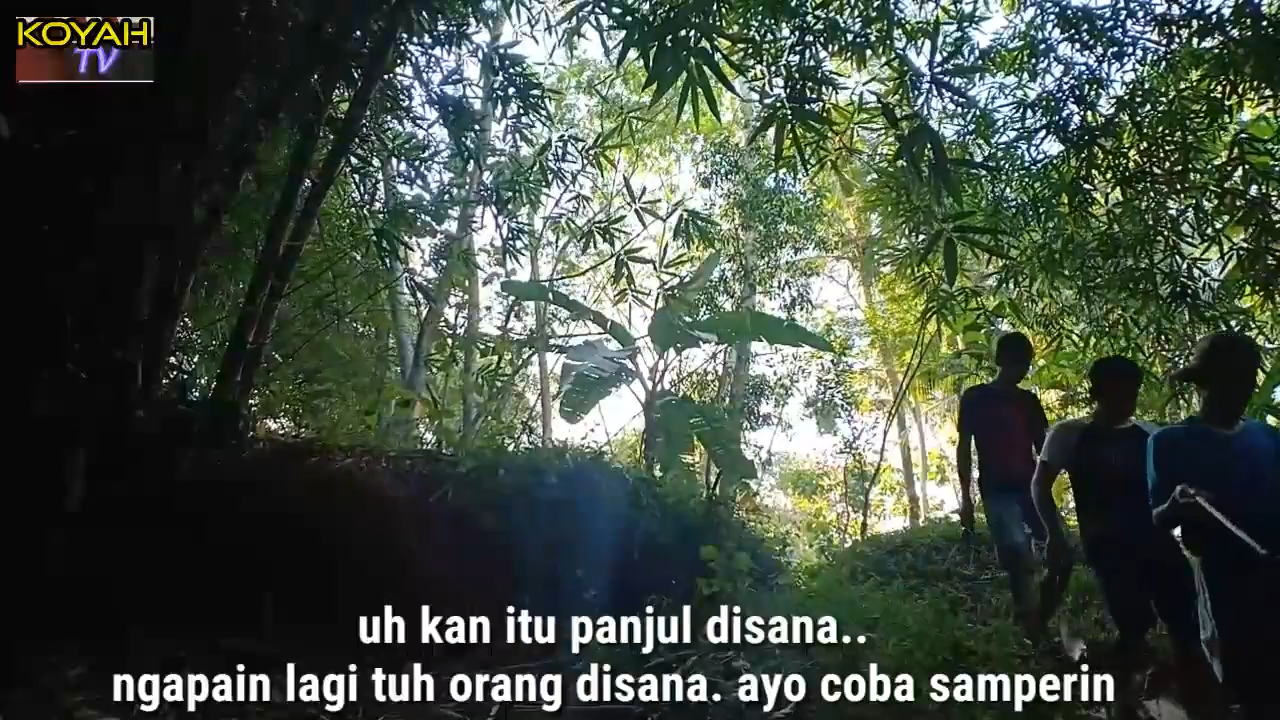 KOYAH
TV
uh kan itu panjul disana..
ngapain lagi tuh orang disana. ayo coba samperin